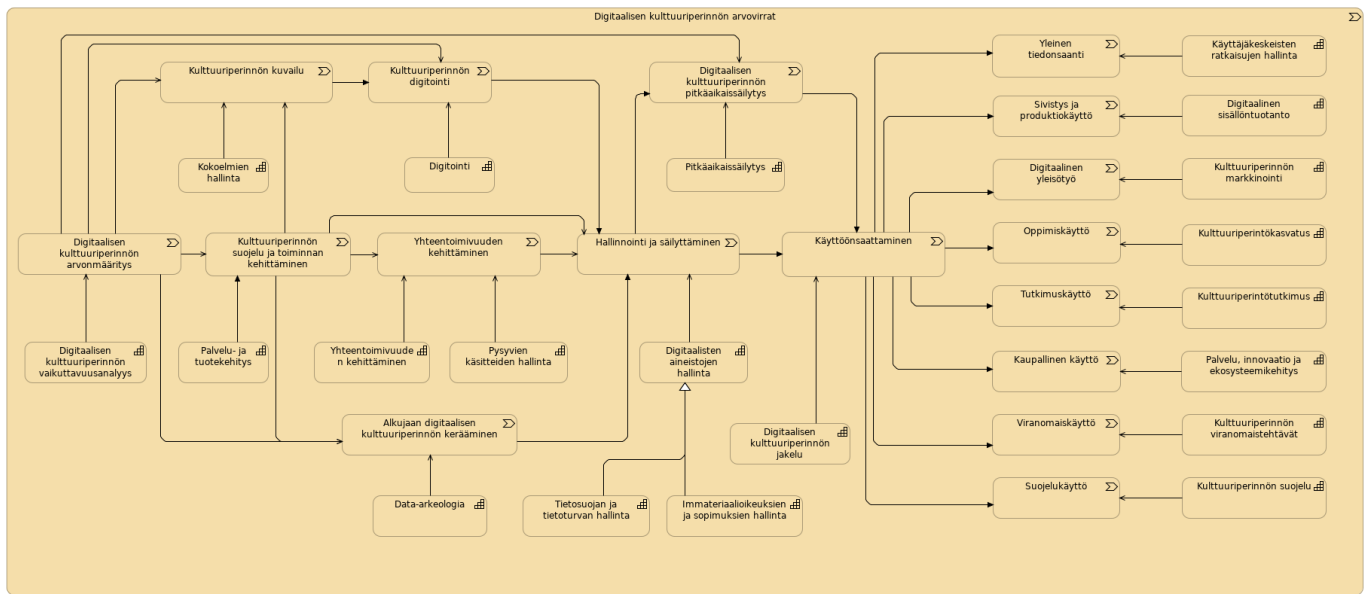 Digitaalisen kulttuuriperinnön arvovirrat
Kulttuuriperinnön kuvailu
Kulttuuriperinnön
digitointi
Digitaalisen
kulttuuriperinnön
pitkäaikaissäilytys
Yleinen
tiedonsaanti
Käyttäjäkeskeisten
ratkaisujen hallinta
Sivistys ja
produktiokäyttö
Digitaalinen
sisällöntuotanto
Kokoelmien
hallinta
Digitointi
Pitkäaikaissäilytys
Digitaalinen
yleisötyö
Kulttuuriperinnön
markkinointi
Digitaalisen
kulttuuriperinnön
arvonmääritys
Kulttuuriperinnön
suojelu ja toiminnan
kehittäminen
Yhteentoimivuuden
kehittäminen
Hallinnointi ja säilyttäminen
Käyttöönsaattaminen
Oppimiskäyttö
Kulttuuriperintökasvatus
Tutkimuskäyttö
Kulttuuriperintötutkimus
Digitaalisen
kulttuuriperinnön
vaikuttavuusanalyys
Palvelu- ja
tuotekehitys
Yhteentoimivuude
n kehittäminen
Pysyvien
käsitteiden hallinta
Digitaalisten
aineistojen
hallinta
Kaupallinen käyttö
Palvelu, innovaatio ja
ekosysteemikehitys
Alkujaan digitaalisen
kulttuuriperinnön kerääminen
Digitaalisen
kulttuuriperinnön
jakelu
Viranomaiskäyttö
Kulttuuriperinnön
viranomaistehtävät
Data-arkeologia
Tietosuojan ja
tietoturvan hallinta
Immateriaalioikeuksien
ja sopimuksien hallinta
Suojelukäyttö
Kulttuuriperinnön suojelu